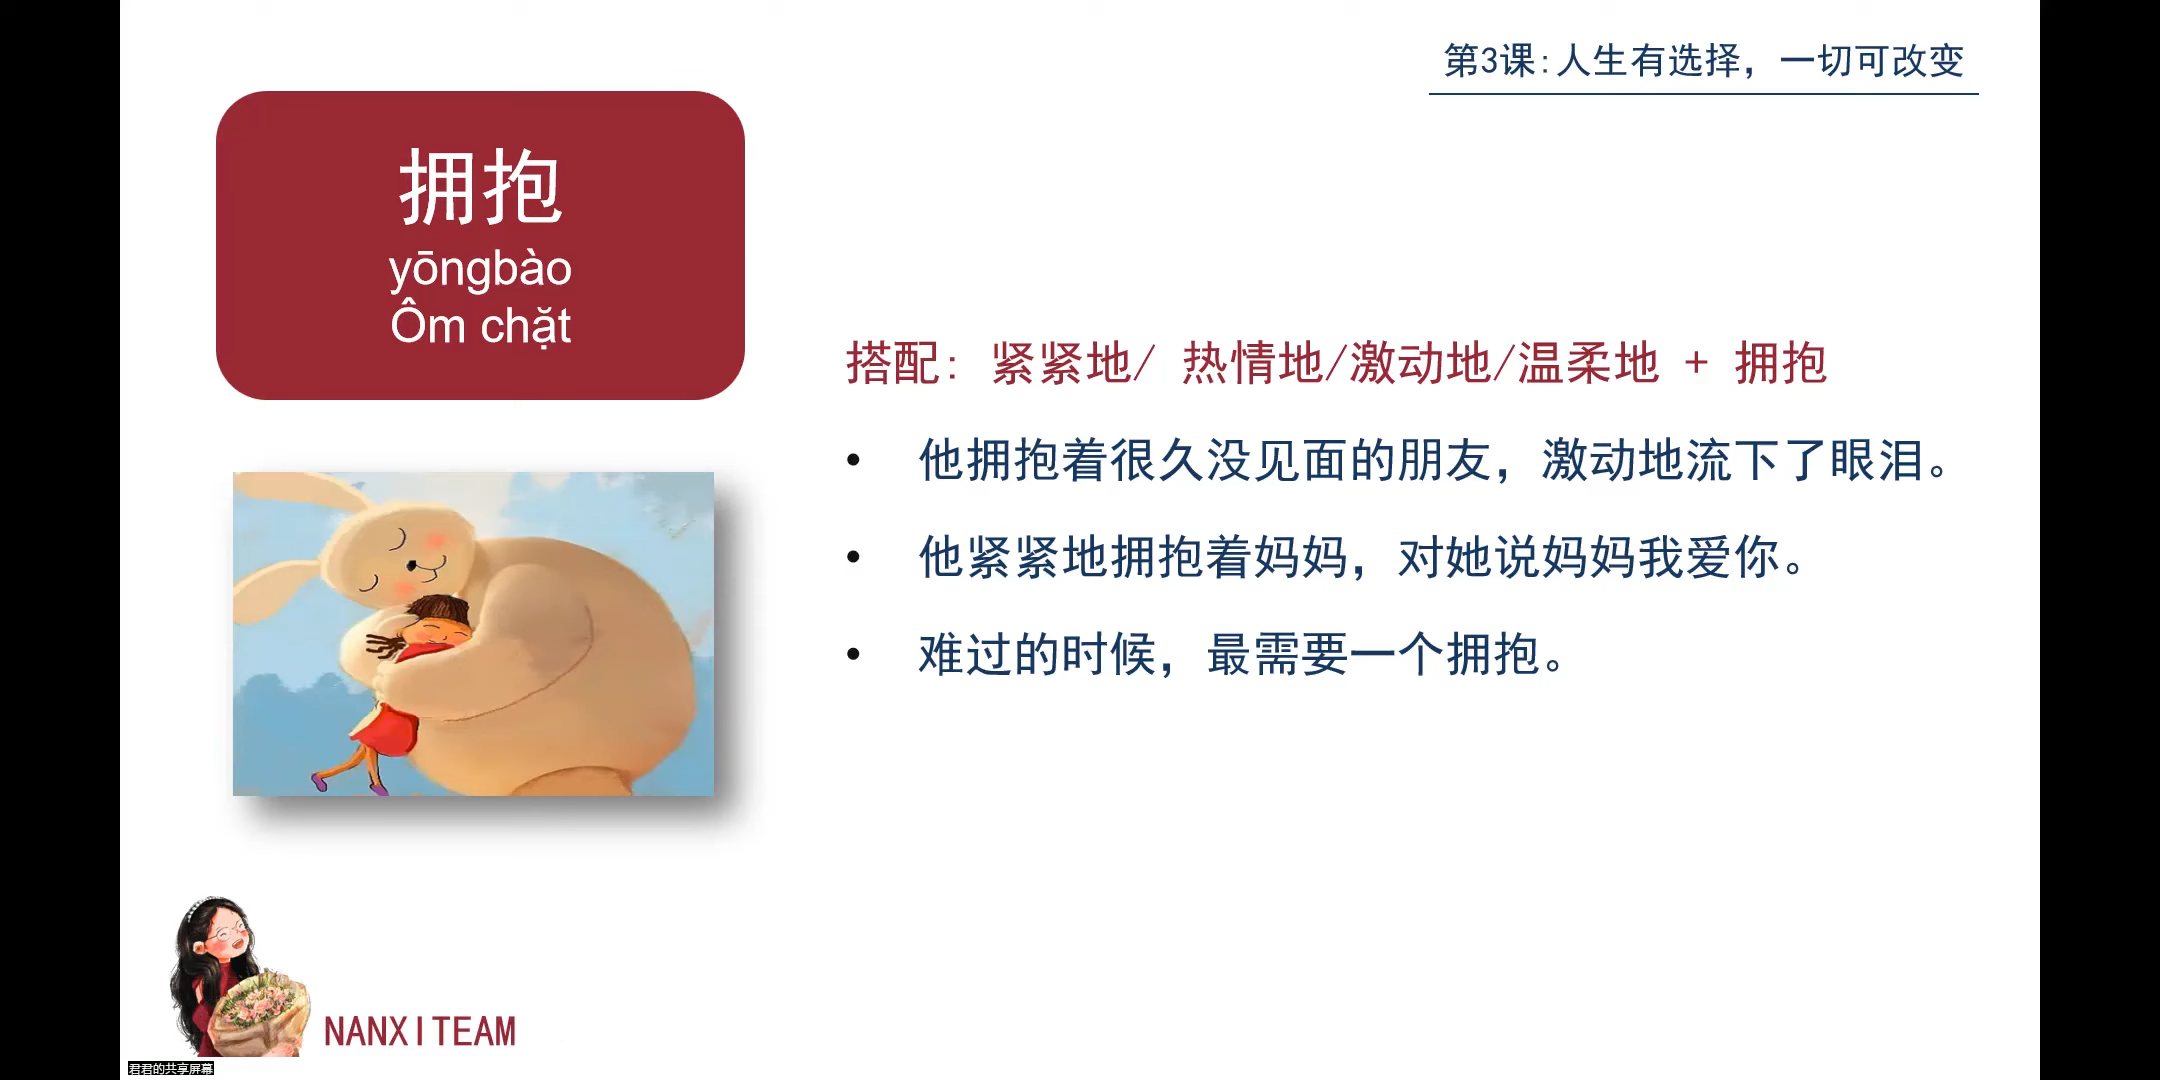 第3课:人生有选择，一切可改变
拥抱
yōngbào
Ôm chặt
搭配: 紧紧地/ 热情地/激动地/温柔地 + 拥抱
• 他拥抱着很久没见面的朋友，激动地流下了眼泪。
• 他紧紧地拥抱着妈妈，对她说妈妈我爱你。
• 难过的时候，最需要一个拥抱。
NANXI TEAM
君君的共享屏幕